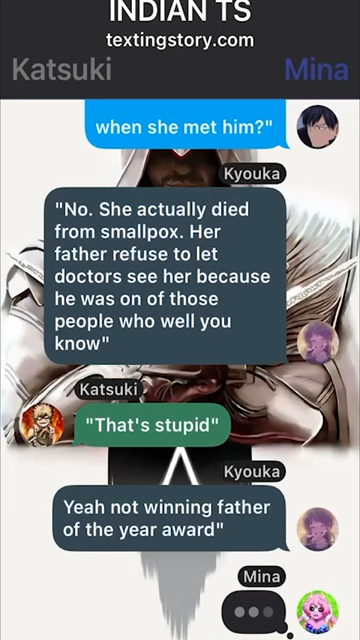 INDIAN TS
textingstory.com
Katsuki
Mina
when she met him?"
Kyouka
"No. She actually died
from smallpox. Her
father refuse to let
doctors see her because
he was on of those
people who well you
know"
Katsuki
"That's stupid"
Kyouka
Yeah not winning father
of the year award"
Mina